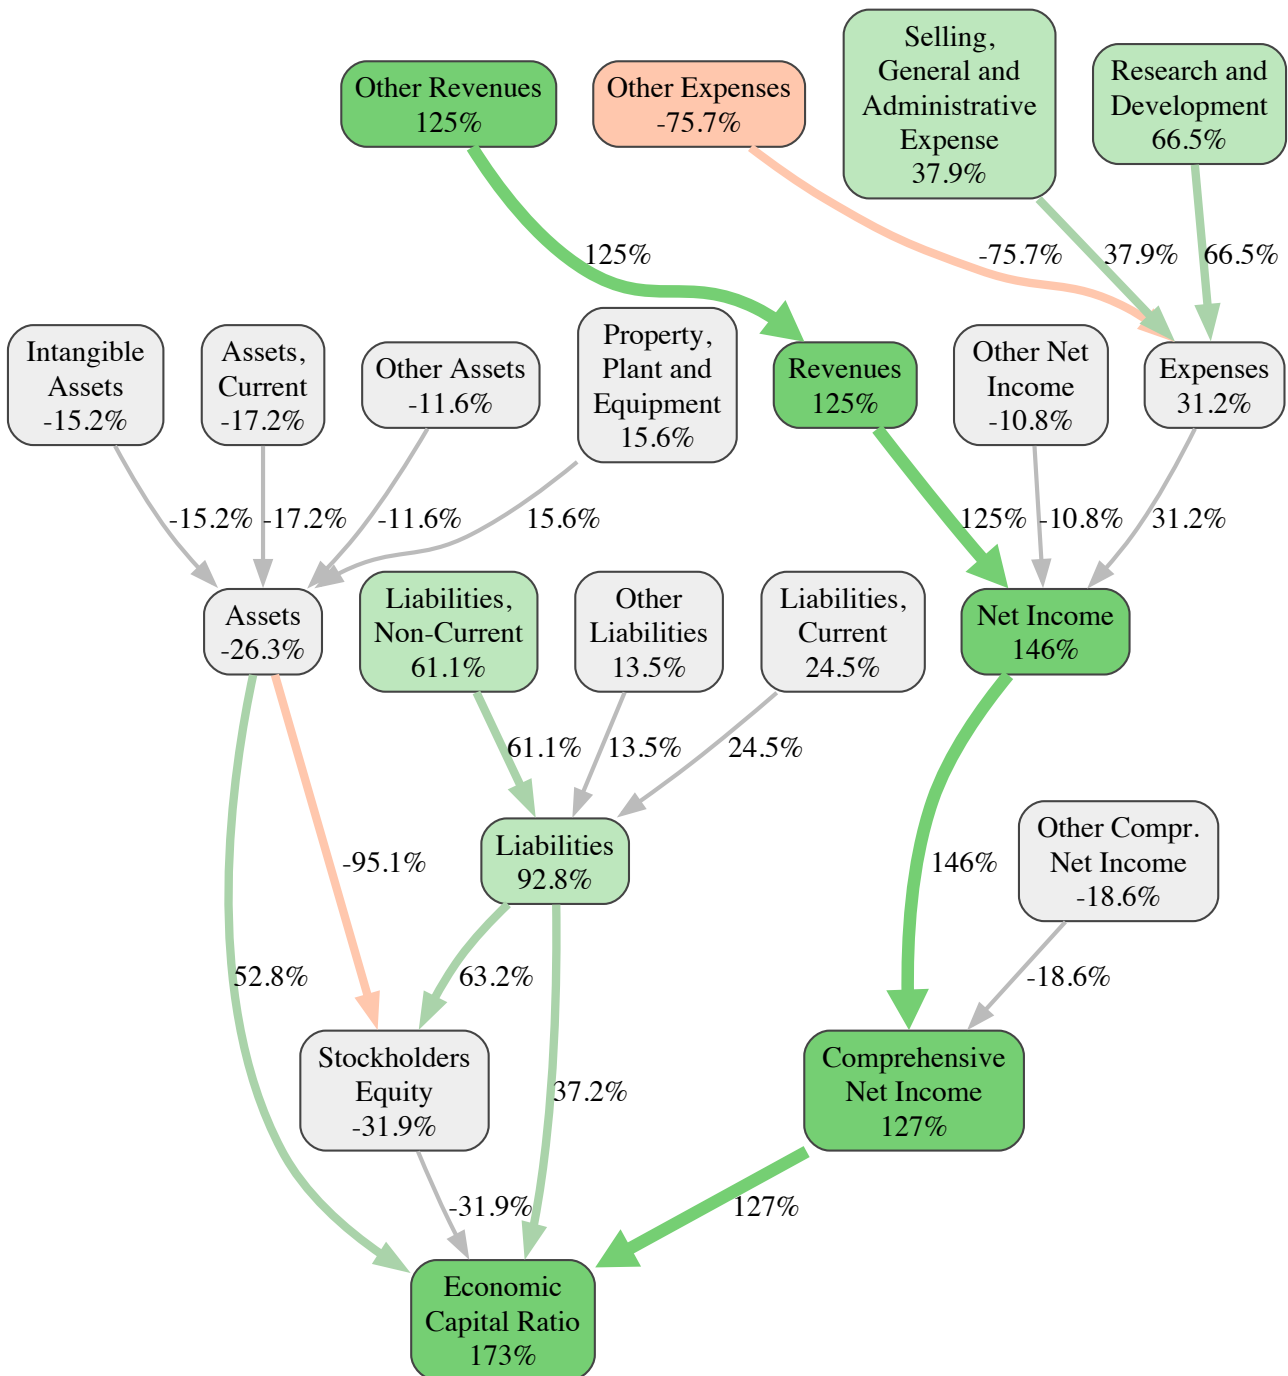 Selling,
General and
Administrative
Expense
37.9%
Other Revenues
125%
Other Expenses
-75.7%
Research and
Development
66.5%
125%
-75.7%
37.9%
66.5%
Intangible
Assets
-15.2%
Assets,
Current
-17.2%
Other Assets
-11.6%
Property,
Plant and
Equipment
15.6%
Revenues
125%
Other Net
Income
-10.8%
Expenses
31.2%
-15.2%
-17.2%
-11.6%
15.6%
125%
-10.8%
31.2%
Assets
-26.3%
Liabilities,
Non-Current
61.1%
Other
Liabilities
13.5%
Liabilities,
Current
24.5%
Net Income
146%
61.1%
13.5%
24.5%
-95.1%
Liabilities
92.8%
146%
Other Compr.
Net Income
-18.6%
52.8%
63.2%
-18.6%
Stockholders
Equity
-31.9%
37.2%
Comprehensive
Net Income
127%
-31.9%
127%
Economic
Capital Ratio
173%